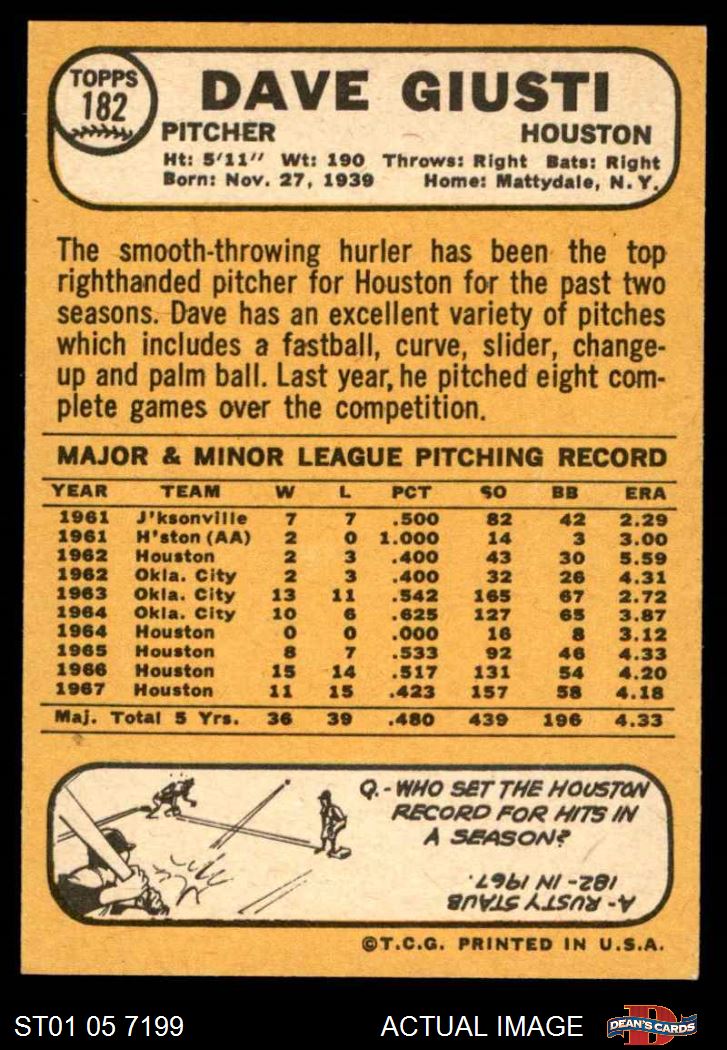 TOPPS
182
DAVE GIUSTI
PITCHER HOUSTON
Ht: 5'11" Wt: 190 Throws: Right Bats: Right
Born: Nov. 27, 1939 Home: Mattydale, N.Y.
The smooth-throwing hurler has been the top
righthanded pitcher for Houston for the past two
seasons. Dave has an excellent variety of pitches
which includes a fastball, curve, slider, change-
up and palm ball. Last year, he pitched eight com-
plete games over the competition.
MAJOR & MINOR LEAGUE PITCHING RECORD
YEAR TEAM W L PCT SO BB ERA
1961 J'ksonville 7 7 .500 82 42 2.29
1961 H'ston (AA) 2 0 1.000 14 3 3.00
1962 Houston 2 3 .400 43 30 5.59
1962 Okla. City 2 3 .400 32 26 4.31
1963 Okla. City 13 11 .542 165 67 2.72
1964 Okla. City 10 6 .625 127 65 3.87
1964 Houston 0 0 .000 16 8 3.12
1965 Houston 8 7 .533 92 46 4.33
1966 Houston 15 14 .517 131 54 4.20
1967 Houston 11 15 .423 157 58 4.18
Maj. Total 5 Yrs. 36 39 .480 439 196 4.33
Q.-WHO SET THE HOUSTON
RECORD FOR HITS IN
A SEASON?
A-RUSTY STAUB
182-IN 1967.
©T.C.G. PRINTED IN U.S.A.
ST01 05 7199 ACTUAL IMAGE DEAN'S CARDS